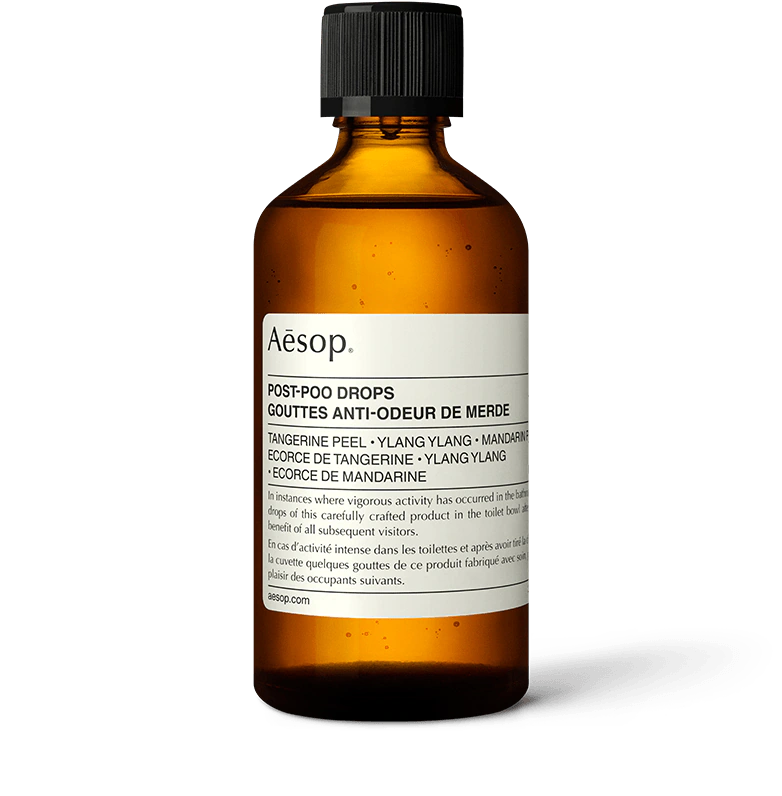 Aēsop®
POST-POO DROPS
GOUTTES ANTI-ODEUR DE MERDE
TANGERINE PEEL • YLANG YLANG • MANDARIN
ECORCE DE TANGERINE • YLANG YLANG
• ECORCE DE MANDARINE
In instances where vigorous activity has occurred in the
drops of this carefully crafted product in the toilet bowl
benefit of all subsequent visitors.
En cas d'activité intense dans les toilettes et après avoir tiré
la cuvette quelques gouttes de ce produit fabriqué avec soin,
plaisir des occupants suivants.
aesop.com